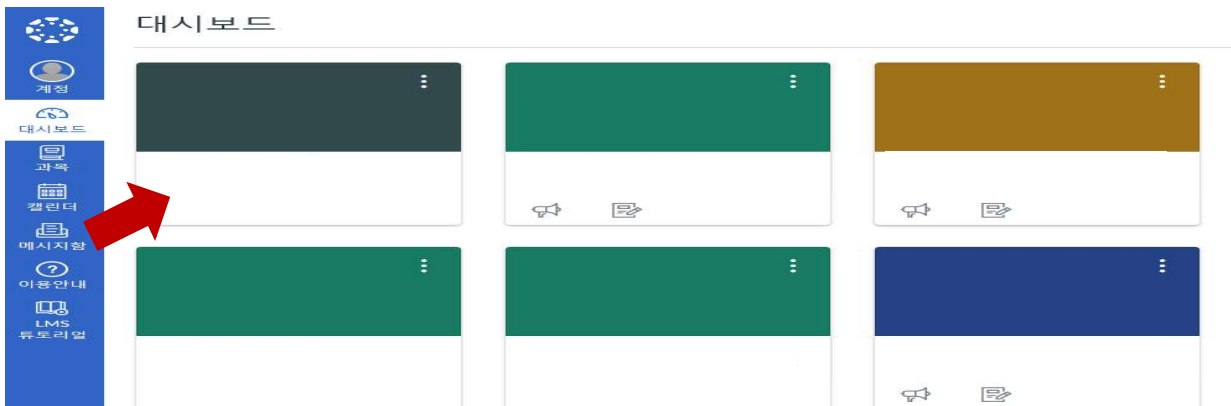 대시보드
계정
대시보드
과목
캘린더
메시지함
이용안내
LMS
튜토리얼